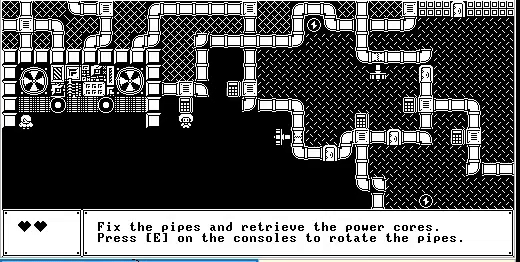 Fix the pipes and retrieve the power cores.
Press [E] on the consoles to rotate the pipes.